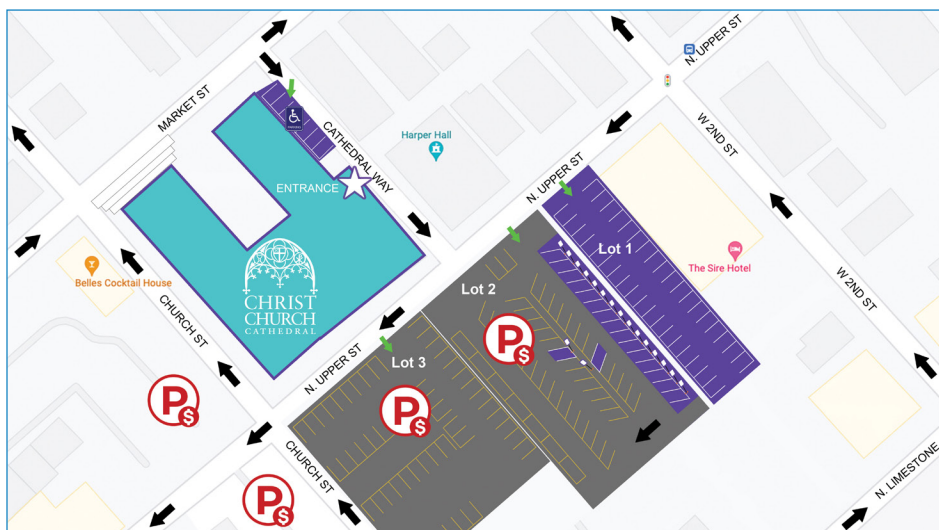 MARKET ST
N. UPPER ST
CATHEDRAL WAY
Harper Hall
W 2ND ST
ENTRANCE
N. UPPER ST
Lot 1
The Sire Hotel
Belles Cocktail House
CHRIST
CHURCH
CATHEDRAL
Lot 2
W 2ND ST
CHURCH ST
P$
N. UPPER ST
Lot 3
P$
P$
CHURCH ST
P$
N. LIMESTONE